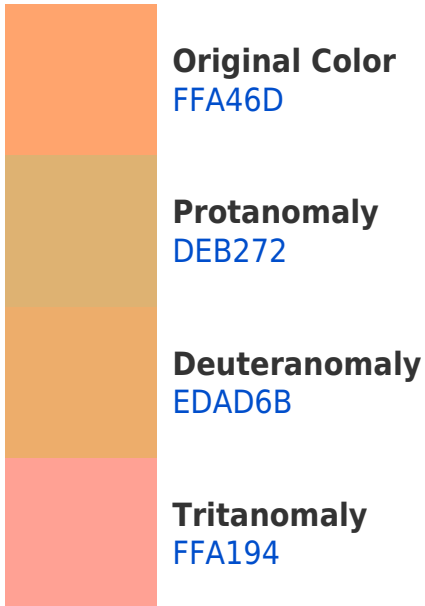 Original Color
FFA46D
Protanomaly
DEB272
Deuteranomaly
EDAD6B
Tritanomaly
FFA194